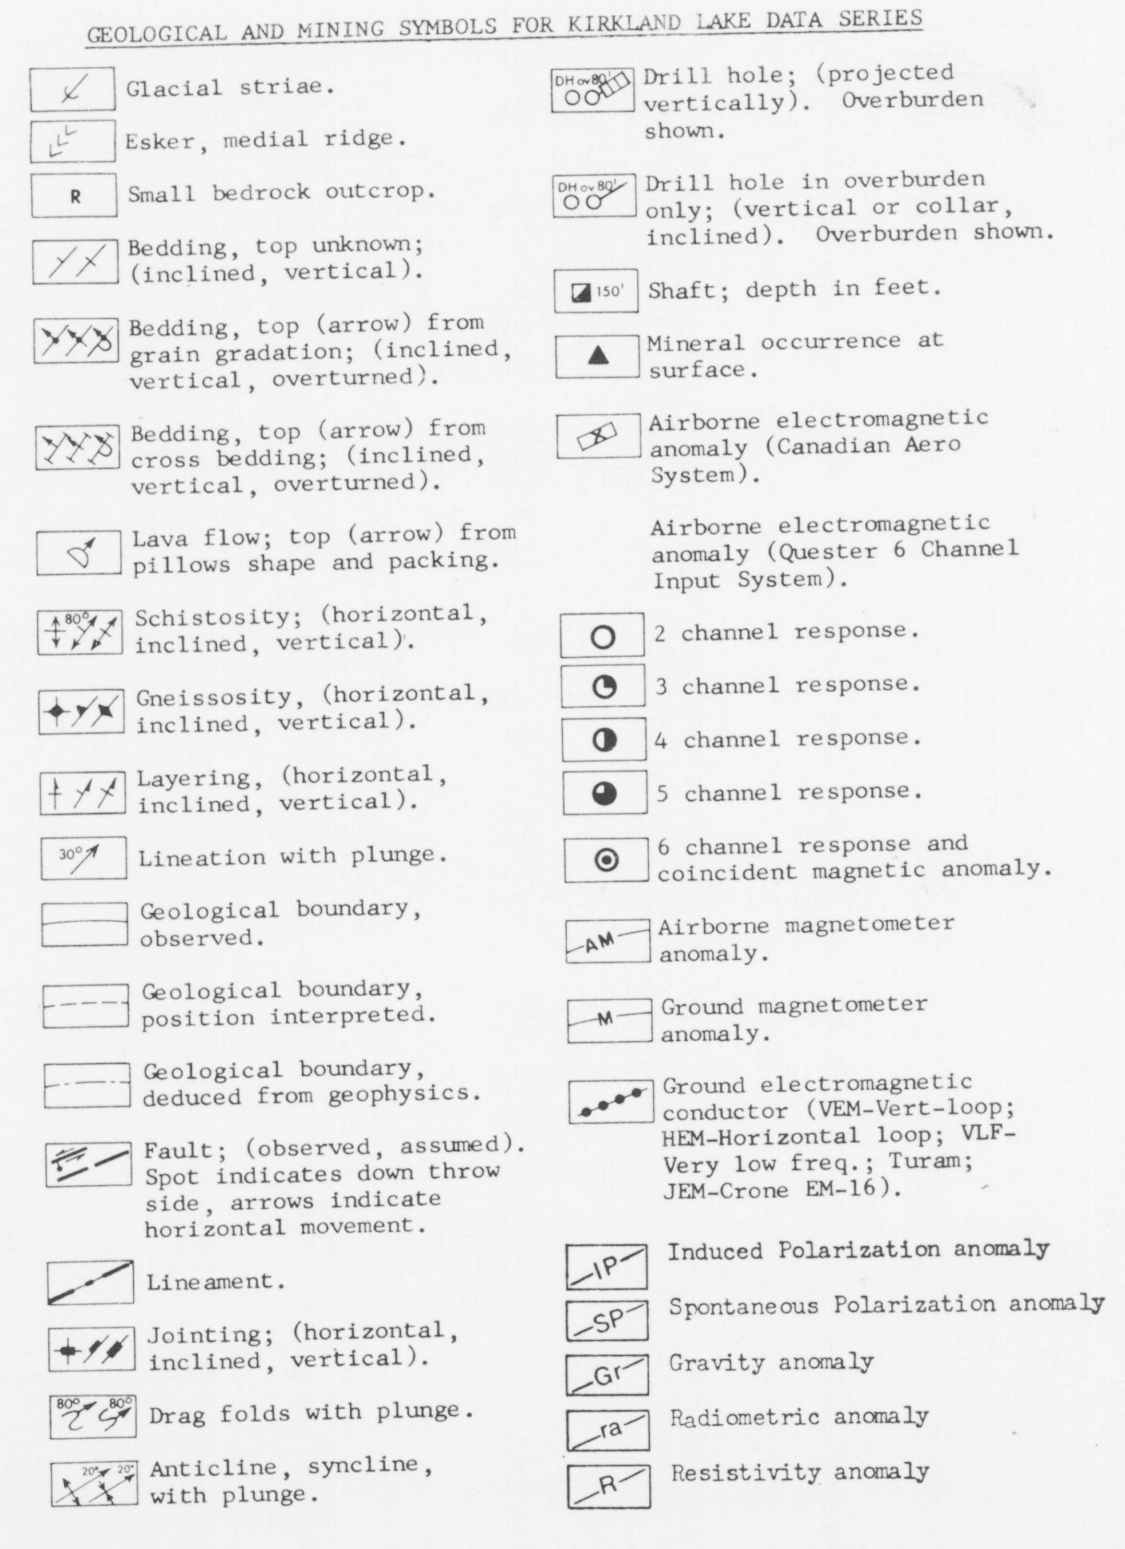 GEOLOGICAL AND MINING SYMBOLS FOR KIRKLAND LAKE DATA SERIES
Glacial striae.
Esker, medial ridge.
R
Small bedrock outcrop.
Bedding, top unknown;
(inclined, vertical).
Bedding, top (arrow) from
grain gradation; (inclined,
vertical, overturned).
Bedding, top (arrow) from
cross bedding; (inclined,
vertical, overturned).
Lava flow; top (arrow) from
pillows shape and packing.
80°
Schistosity; (horizontal,
inclined, vertical).
Gneissosity, (horizontal,
inclined, vertical).
Layering, (horizontal,
inclined, vertical).
30°
Lineation with plunge.
Geological boundary,
observed.
Geological boundary,
position interpreted.
Geological boundary,
deduced from geophysics.
Fault; (observed, assumed).
Spot indicates down throw
side, arrows indicate
horizontal movement.
Lineament.
Jointing; (horizontal,
inclined, vertical).
80° 80°
Drag folds with plunge.
20° 20°
Anticline, syncline,
with plunge.
DH ov 80'
Drill hole; (projected
vertically). Overburden
shown.
DH ov 80'
Drill hole in overburden
only; (vertical or collar,
inclined). Overburden shown.
150'
Shaft; depth in feet.
Mineral occurrence at
surface.
Airborne electromagnetic
anomaly (Canadian Aero
System).
Airborne electromagnetic
anomaly (Quester 6 Channel
Input System).
2 channel response.
3 channel response.
4 channel response.
5 channel response.
6 channel response and
coincident magnetic anomaly.
AM
Airborne magnetometer
anomaly.
M
Ground magnetometer
anomaly.
Ground electromagnetic
conductor (VEM-Vert-loop;
HEM-Horizontal loop; VLF-
Very low freq.; Turam;
JEM-Crone EM-16).
IP
Induced Polarization anomaly
SP
Spontaneous Polarization anomaly
Gr
Gravity anomaly
ra
Radiometric anomaly
R
Resistivity anomaly